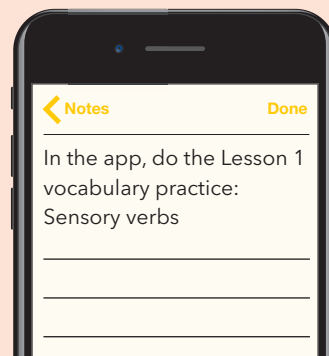 Notes
Done
In the app, do the Lesson 1
vocabulary practice:
Sensory verbs